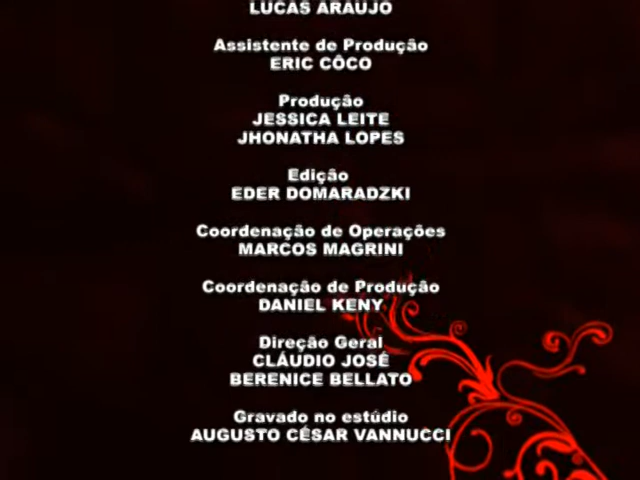 LUCAS ARAUJO
Assistente de Produção
ERIC CÔCO
Produção
JESSICA LEITE
JHONATHA LOPES
Edição
EDER DOMARADZKI
Coordenação de Operações
MARCOS MAGRINI
Coordenação de Produção
DANIEL KENY
Direção Geral
CLÁUDIO JOSÉ
BERENICE BELLATO
Gravado no estúdio
AUGUSTO CÉSAR VANNUCCI